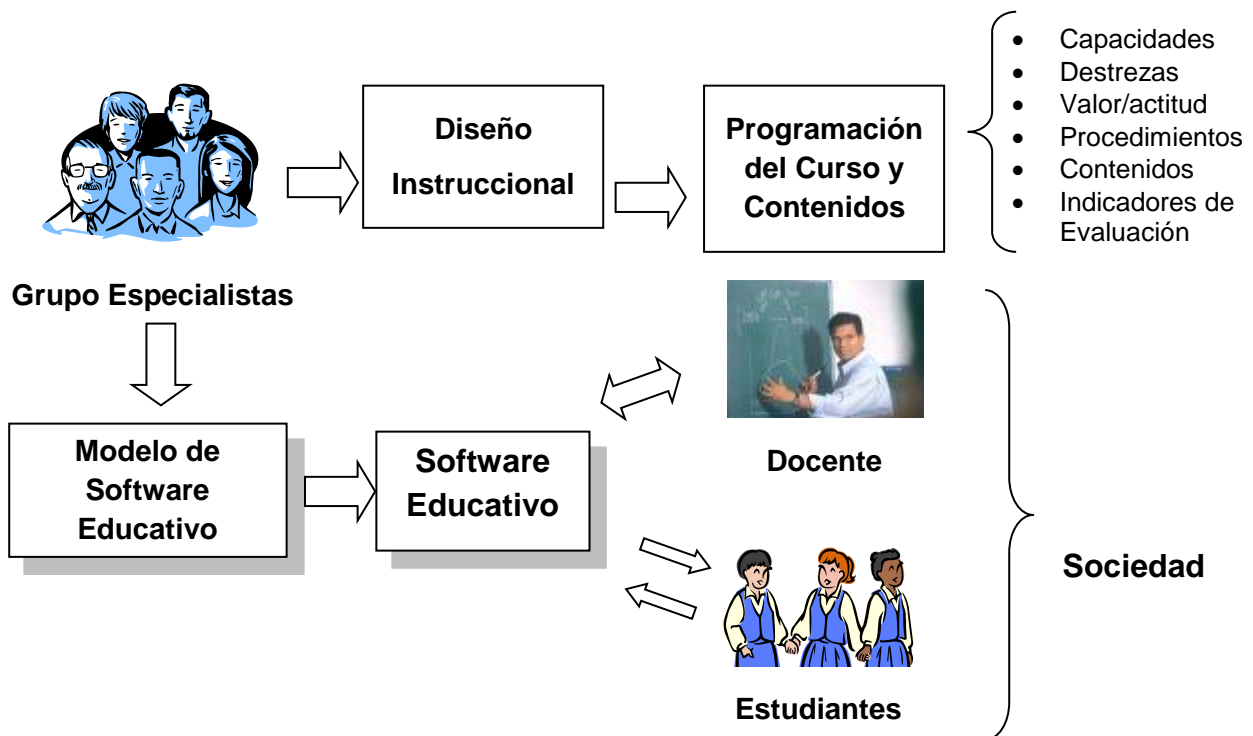 Diseño
Instruccional
Programación
del Curso y
Contenidos
• Capacidades
• Destrezas
• Valor/actitud
• Procedimientos
• Contenidos
• Indicadores de
Evaluación
Grupo Especialistas
Modelo de
Software
Educativo
Software
Educativo
Docente
Estudiantes
Sociedad